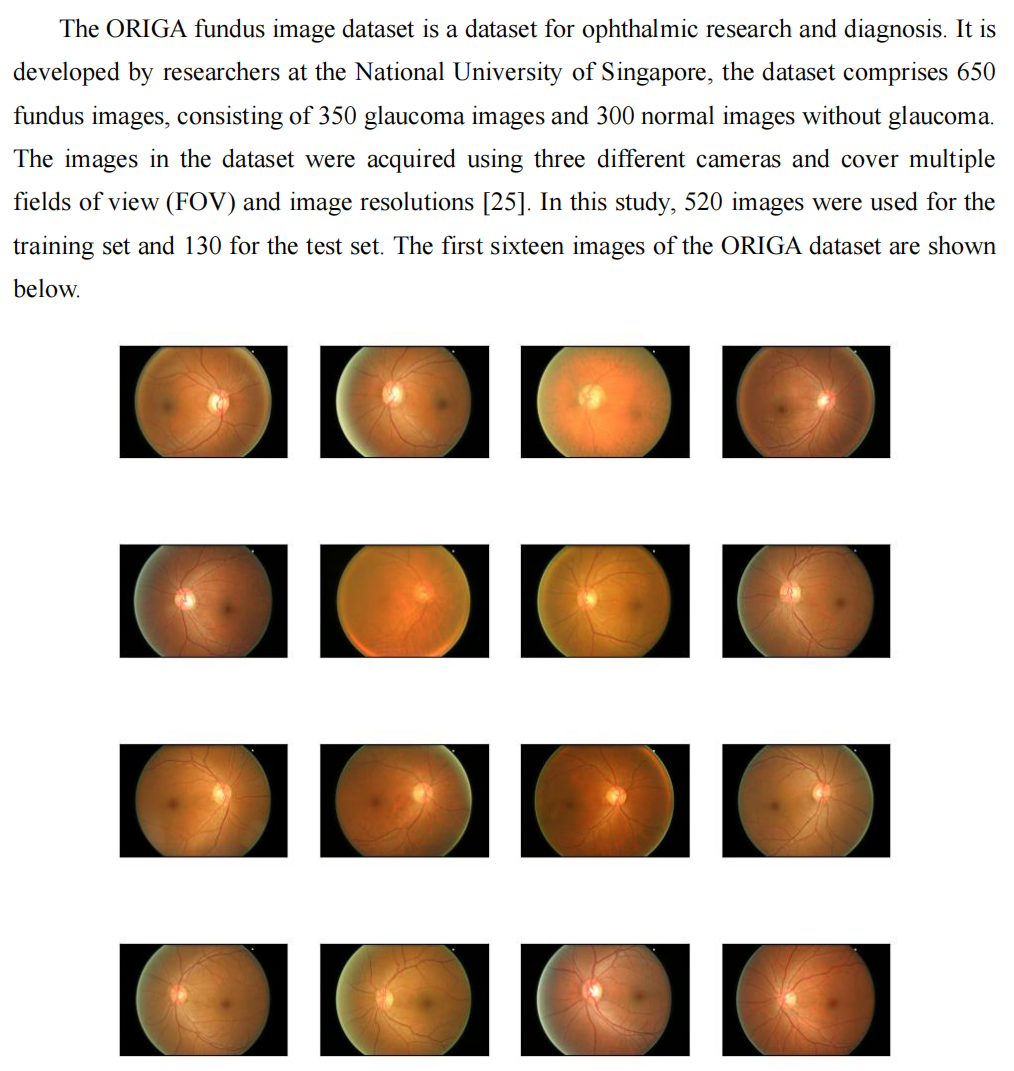 The ORIGA fundus image dataset is a dataset for ophthalmic research and diagnosis. It is
developed by researchers at the National University of Singapore, the dataset comprises 650
fundus images, consisting of 350 glaucoma images and 300 normal images without glaucoma.
The images in the dataset were acquired using three different cameras and cover multiple
fields of view (FOV) and image resolutions [25]. In this study, 520 images were used for the
training set and 130 for the test set. The first sixteen images of the ORIGA dataset are shown
below.